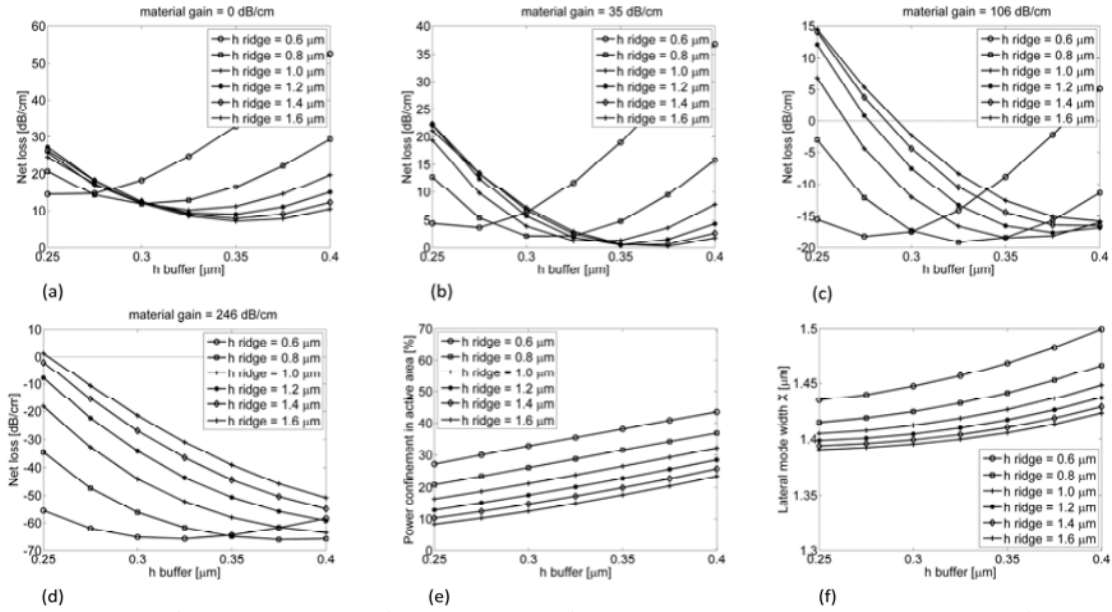 material gain = 0 dB/cm
60
50
40
30
20
10
0
Net loss [dB/cm]
h ridge = 0.6 μm
h ridge = 0.8 μm
h ridge = 1.0 μm
h ridge = 1.2 μm
h ridge = 1.4 μm
h ridge = 1.6 μm
0.25 0.3 0.35 0.4
h buffer [μm]
(a)
material gain = 35 dB/cm
40
35
30
25
20
15
10
5
0
Net loss [dB/cm]
h ridge = 0.6 μm
h ridge = 0.8 μm
h ridge = 1.0 μm
h ridge = 1.2 μm
h ridge = 1.4 μm
h ridge = 1.6 μm
0.25 0.3 0.35 0.4
h buffer [μm]
(b)
material gain = 106 dB/cm
15
10
5
0
-5
-10
-15
-20
Net loss [dB/cm]
h ridge = 0.6 μm
h ridge = 0.8 μm
h ridge = 1.0 μm
h ridge = 1.2 μm
h ridge = 1.4 μm
h ridge = 1.6 μm
0.25 0.3 0.35 0.4
h buffer [μm]
(c)
material gain = 246 dB/cm
10
0
-10
-20
-30
-40
-50
-60
-70
Net loss [dB/cm]
h ridge = 0.6 μm
h ridge = 0.8 μm
h ridge = 1.0 μm
h ridge = 1.2 μm
h ridge = 1.4 μm
h ridge = 1.6 μm
0.25 0.3 0.35 0.4
h buffer [μm]
(d)
70
60
50
40
30
20
10
0
Power confinement in active area [%]
h ridge = 0.6 μm
h ridge = 0.8 μm
h ridge = 1.0 μm
h ridge = 1.2 μm
h ridge = 1.4 μm
h ridge = 1.6 μm
0.25 0.3 0.35 0.4
h buffer [μm]
(e)
1.5
1.45
1.4
1.35
1.3
Lateral mode width X [μm]
h ridge = 0.6 μm
h ridge = 0.8 μm
h ridge = 1.0 μm
h ridge = 1.2 μm
h ridge = 1.4 μm
h ridge = 1.6 μm
0.25 0.3 0.35 0.4
h buffer [μm]
(f)